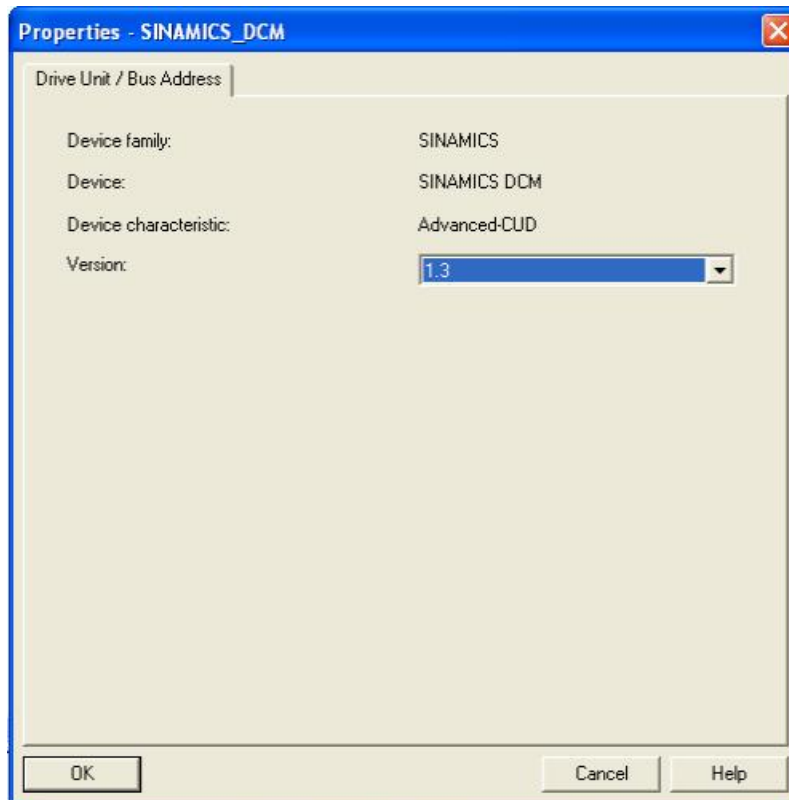 Properties - SINAMICS_DCM
Drive Unit / Bus Address
Device family: SINAMICS
Device: SINAMICS DCM
Device characteristic: Advanced-CUD
Version: 1.3
OK Cancel Help